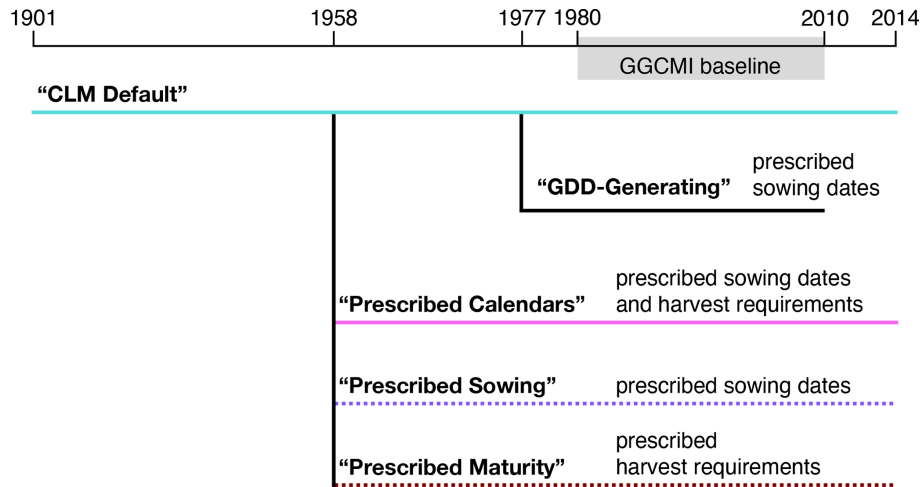 1901 1958 1977 1980 2010 2014
GGCMI baseline
“CLM Default”
prescribed
“GDD-Generating” sowing dates
prescribed sowing dates
“Prescribed Calendars” and harvest requirements
“Prescribed Sowing” prescribed sowing dates
prescribed
“Prescribed Maturity” harvest requirements